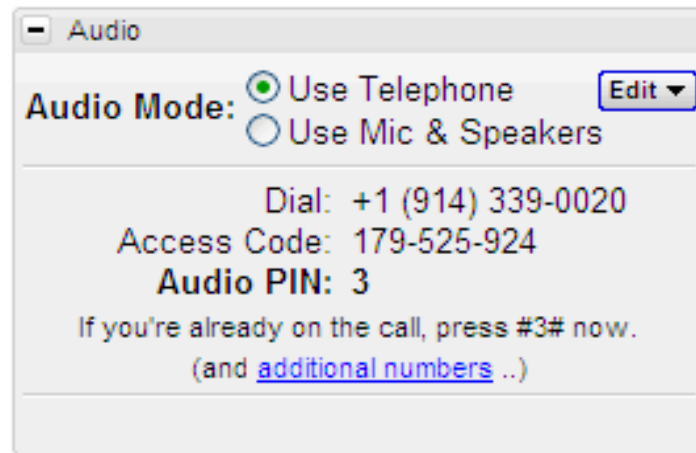 Audio
Audio Mode: Use Telephone Edit
Use Mic & Speakers
Dial: +1 (914) 339-0020
Access Code: 179-525-924
Audio PIN: 3
If you're already on the call, press #3# now.
(and additional numbers ..)